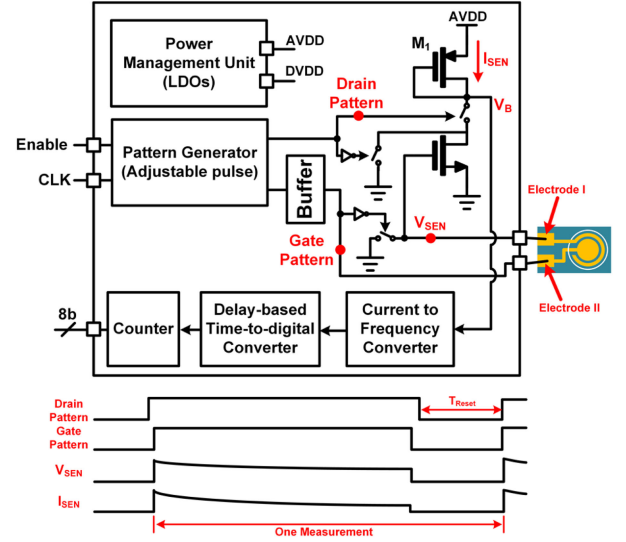 AVDD
M1
ISEN
Power
Management Unit
(LDOs)
AVDD
DVDD
VB
Drain
Pattern
Enable
CLK
Pattern Generator
(Adjustable pulse)
Buffer
Gate
Pattern
VSEN
Electrode I
Electrode II
8b
Counter
Delay-based
Time-to-digital
Converter
Current to
Frequency
Converter
Drain
Pattern
TReset
Gate
Pattern
VSEN
ISEN
One Measurement